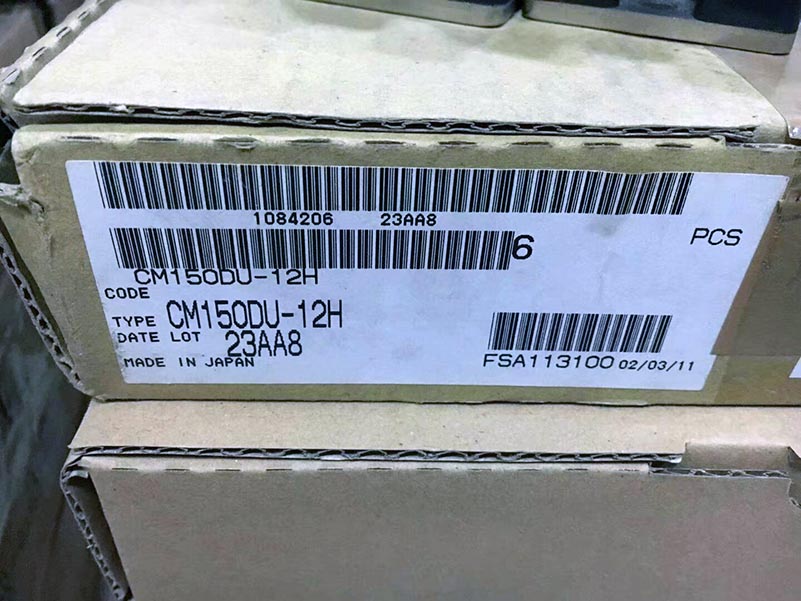 1084206 23AA8
6 PCS
CM150DU-12H
CODE
TYPE CM150DU-12H
DATE LOT 23AA8
MADE IN JAPAN
FSA113100 02/03/11